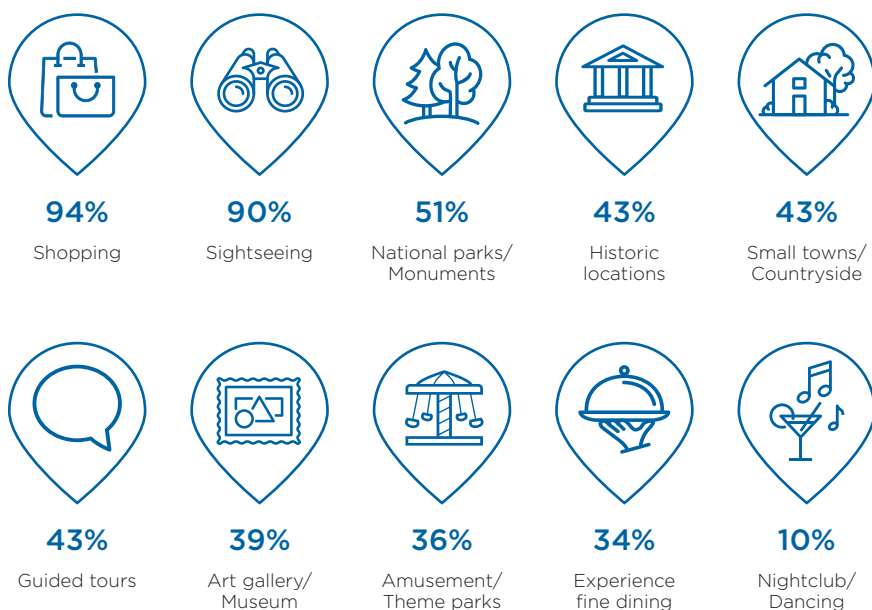 94%
Shopping
90%
Sightseeing
51%
National parks/
Monuments
43%
Historic
locations
43%
Small towns/
Countryside
43%
Guided tours
39%
Art gallery/
Museum
36%
Amusement/
Theme parks
34%
Experience
fine dining
10%
Nightclub/
Dancing